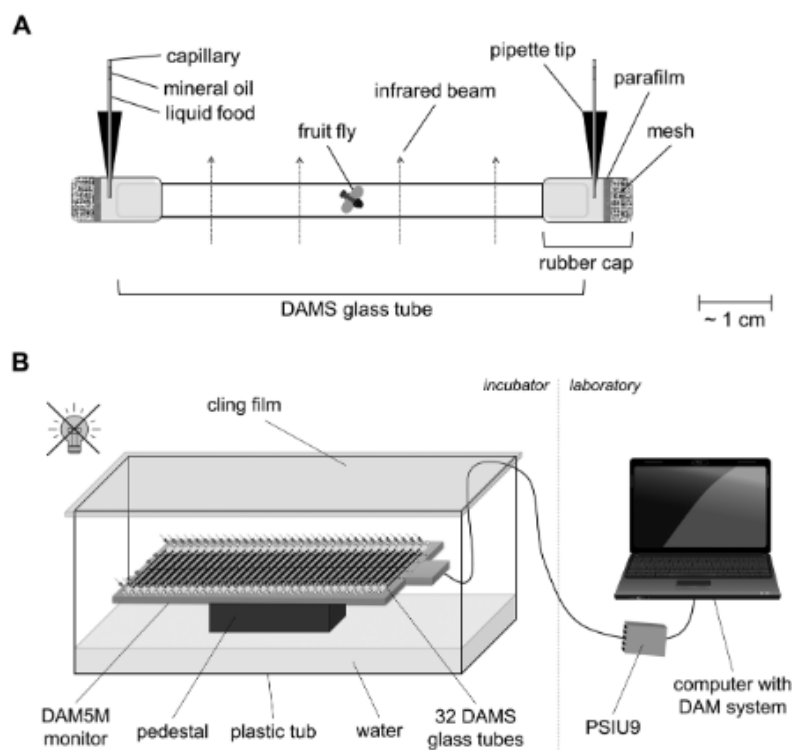 A
capillary
mineral oil
liquid food
fruit fly
infrared beam
pipette tip
parafilm
mesh
rubber cap
DAMS glass tube
~ 1 cm
B
incubator
laboratory
cling film
DAM5M
monitor
pedestal
plastic tub
water
32 DAMS
glass tubes
PSIU9
computer with
DAM system